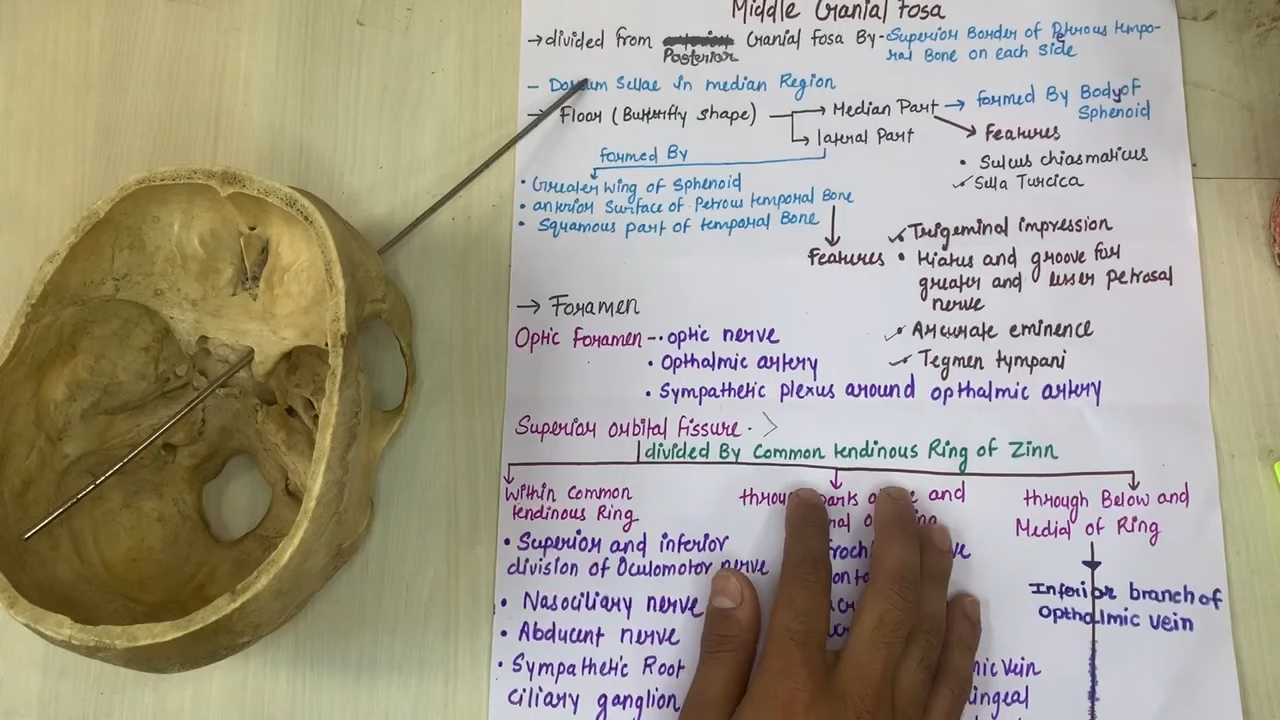 Middle Cranial Fosa
→divided from Posterior Cranial Fosa By-Superior Border of Petrous tempo-
ral Bone on each side
- Dorsum Sellae in median Region
→ Floor (Butterfly shape) → Median Part → formed By Body of
Sphenoid
→ lateral Part
Features
• Sulcus chiasmaticus
✓ Sella Turcica
formed By
• Greater wing of Sphenoid
• anterior Surface of Petrous temporal Bone
• Squamous part of temporal Bone
Features
✓ Trigeminal impression
• Hiatus and groove for
greater and lesser petrosal
nerve
✓ Arcuate eminence
✓ Tegmen tympani
→ Foramen
Optic Foramen - • optic nerve
• Opthalmic artery
• Sympathetic plexus around opthalmic artery
Superior orbital fissure -
divided By Common tendinous Ring of Zinn
Within Common
tendinous Ring
• Superior and inferior
division of Oculomotor nerve
• Nasociliary nerve
• Abducent nerve
• Sympathetic Root
ciliary ganglion
and
through Below and
Medial of Ring
Inferior branch of
Opthalmic vein